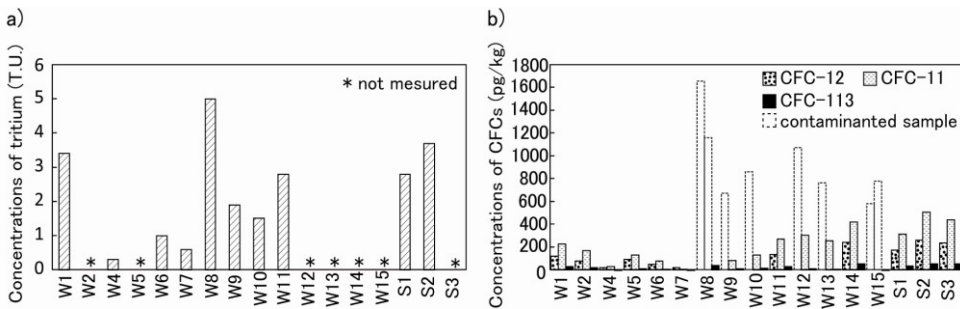 a)
Concentrations of tritium (T.U.)
6
5
4
3
2
1
0
* not mesured
* * * * * * *
W1 W2 W4 W5 W6 W7 W8 W9 W10 W11 W12 W13 W14 W15 S1 S2 S3
b)
Concentrations of CFCs (pg/kg)
1800
1600
1400
1200
1000
800
600
400
200
0
CFC-12 CFC-11
CFC-113
contaminanted sample
W1 W2 W4 W5 W6 W7 W8 W9 W10 W11 W12 W13 W14 W15 S1 S2 S3